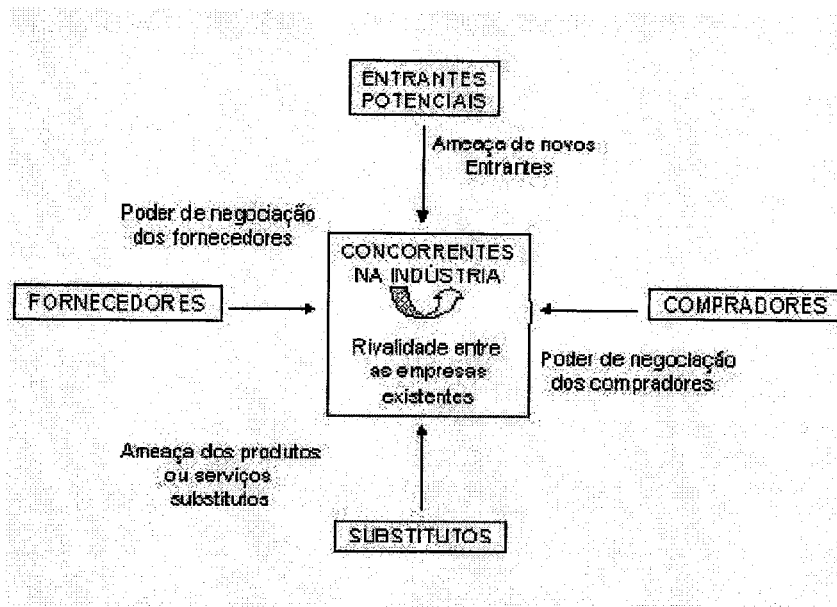 ENTRANTES
POTENCIAIS
Ameaça de novos
Entrantes
Poder de negociação
dos fornecedores
CONCORRENTES
NA INDÚSTRIA
FORNECEDORES
COMPRADORES
Rivalidade entre
as empresas
existentes
Poder de negociação
dos compradores
Ameaça dos produtos
ou serviços
substitutos
SUBSTITUTOS